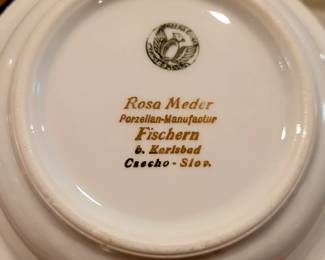 Rosa Meder
Porzellan-Manufactur
Fischern
b. Karlsbad
Czecho-Slov.